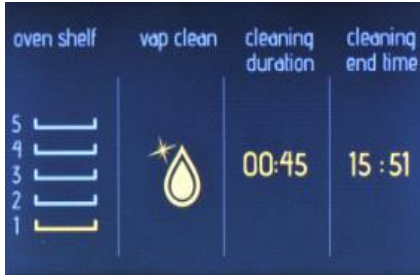 oven shelf
vap clean
cleaning duration
cleaning end time
5
4
3
2
1
00:45
15:51